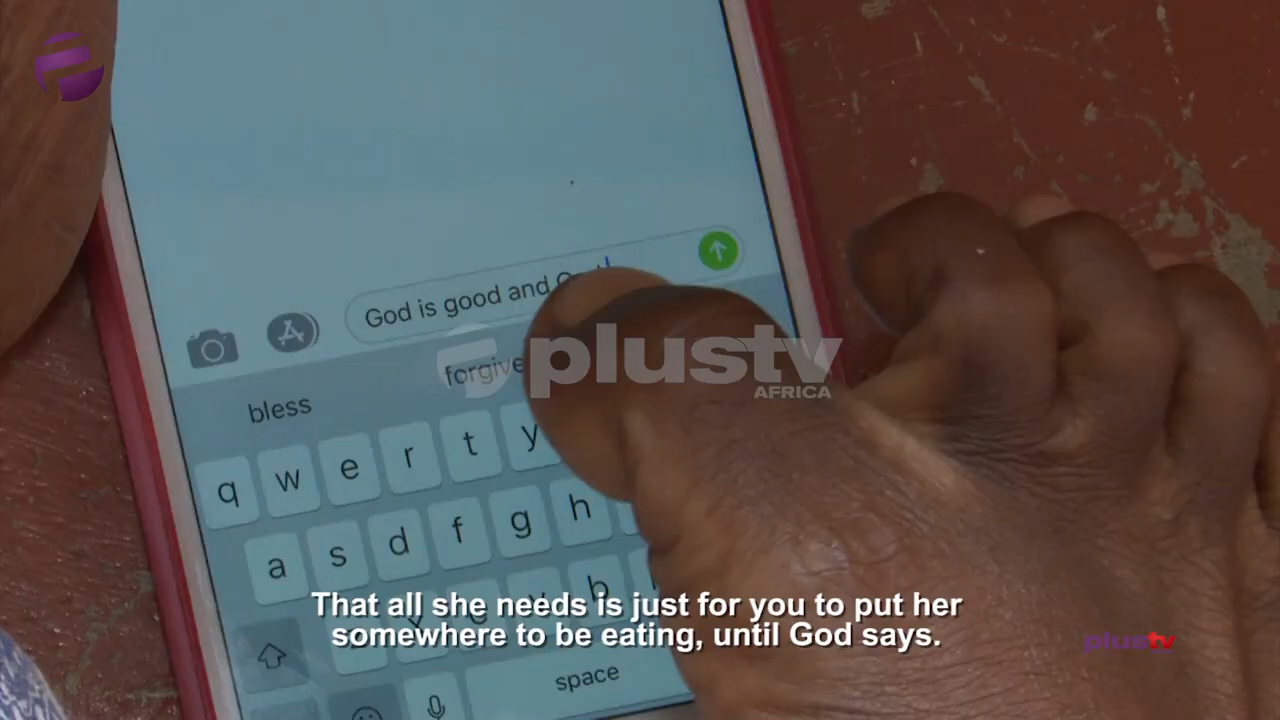 God is good and
plustv
AFRICA
forgive
bless
q w e r t y
a s d f g h
b
That all she needs is just for you to put her
somewhere to be eating, until God says.
plustv
space